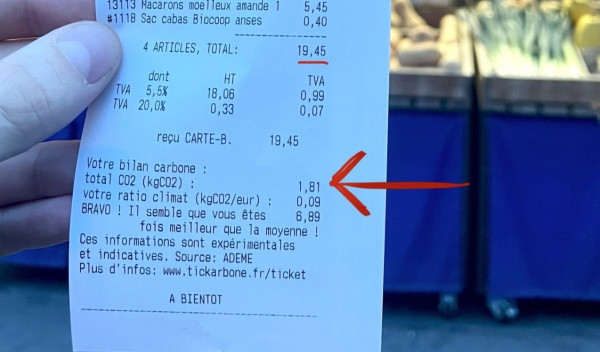 13113 Macarons moelleux amande 1 5,45
#111B Sac cabas Biocoop anses 0,40
4 ARTICLES, TOTAL: 19,45
dont HT TVA
TVA 5,5% 18,06 0,99
TVA 20,0% 0,33 0,07
reçu CARTE-B. 19,45
Votre bilan carbone :
total CO2 (kgCO2) : 1,81
votre ratio climat (kgCO2/eur) : 0,09
BRAVO ! Il semble que vous êtes 6,89
fois meilleur que la moyenne !
Ces informations sont expérimentales
et indicatives. Source: ADEME
Plus d'infos: www.tickarbone.fr/ticket
A BIENTOT